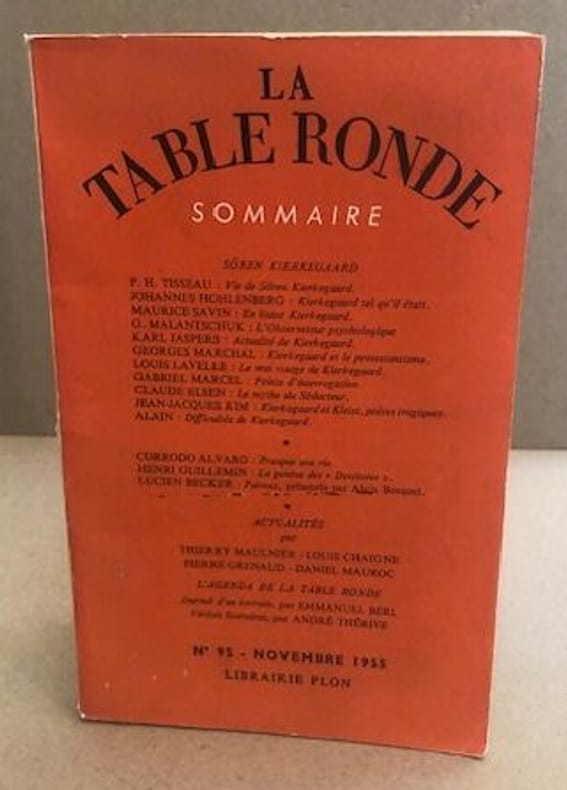 LA
TABLE RONDE
SOMMAIRE
SÖREN KIERKEGAARD
P. H. TISSEAU : Vie de Sören Kierkegaard.
JOHANNES HOHLENBERG : Kierkegaard tel qu'il était.
MAURICE SAVIN : En lisant Kierkegaard.
G. MALANTSCHUK : L'Observateur psychologique
KARL JASPERS : Actualité de Kierkegaard.
GEORGES MARCHAL : Kierkegaard et le protestantisme.
LOUIS LAVELLE : Le vrai visage de Kierkegaard.
GABRIEL MARCEL : Points d'interrogation
CLAUDE ELSEN : Le mythe du Séducteur.
JEAN-JACQUES KIM : Kierkegaard et Kleist, poètes tragiques.
ALAIN : Difficultés de Kierkegaard.
CORRODO ALVARO : Presque une vie.
HENRI GUILLEMIN : La genèse des « Destinées ».
LUCIEN BECKER : Poèmes, présentés par Alain Bosquet.
ACTUALITÉS
par
THIERRY MAULNIER - LOUIS CHAIGNE
PIERRE GRENAUD - DANIEL MAUROC
L'AGENDA DE LA TABLE RONDE
Journal d'un écrivain, par EMMANUEL BERL
par ANDRÉ THÉRIVE
N° 95 - NOVEMBRE 1955
LIBRAIRIE PLON